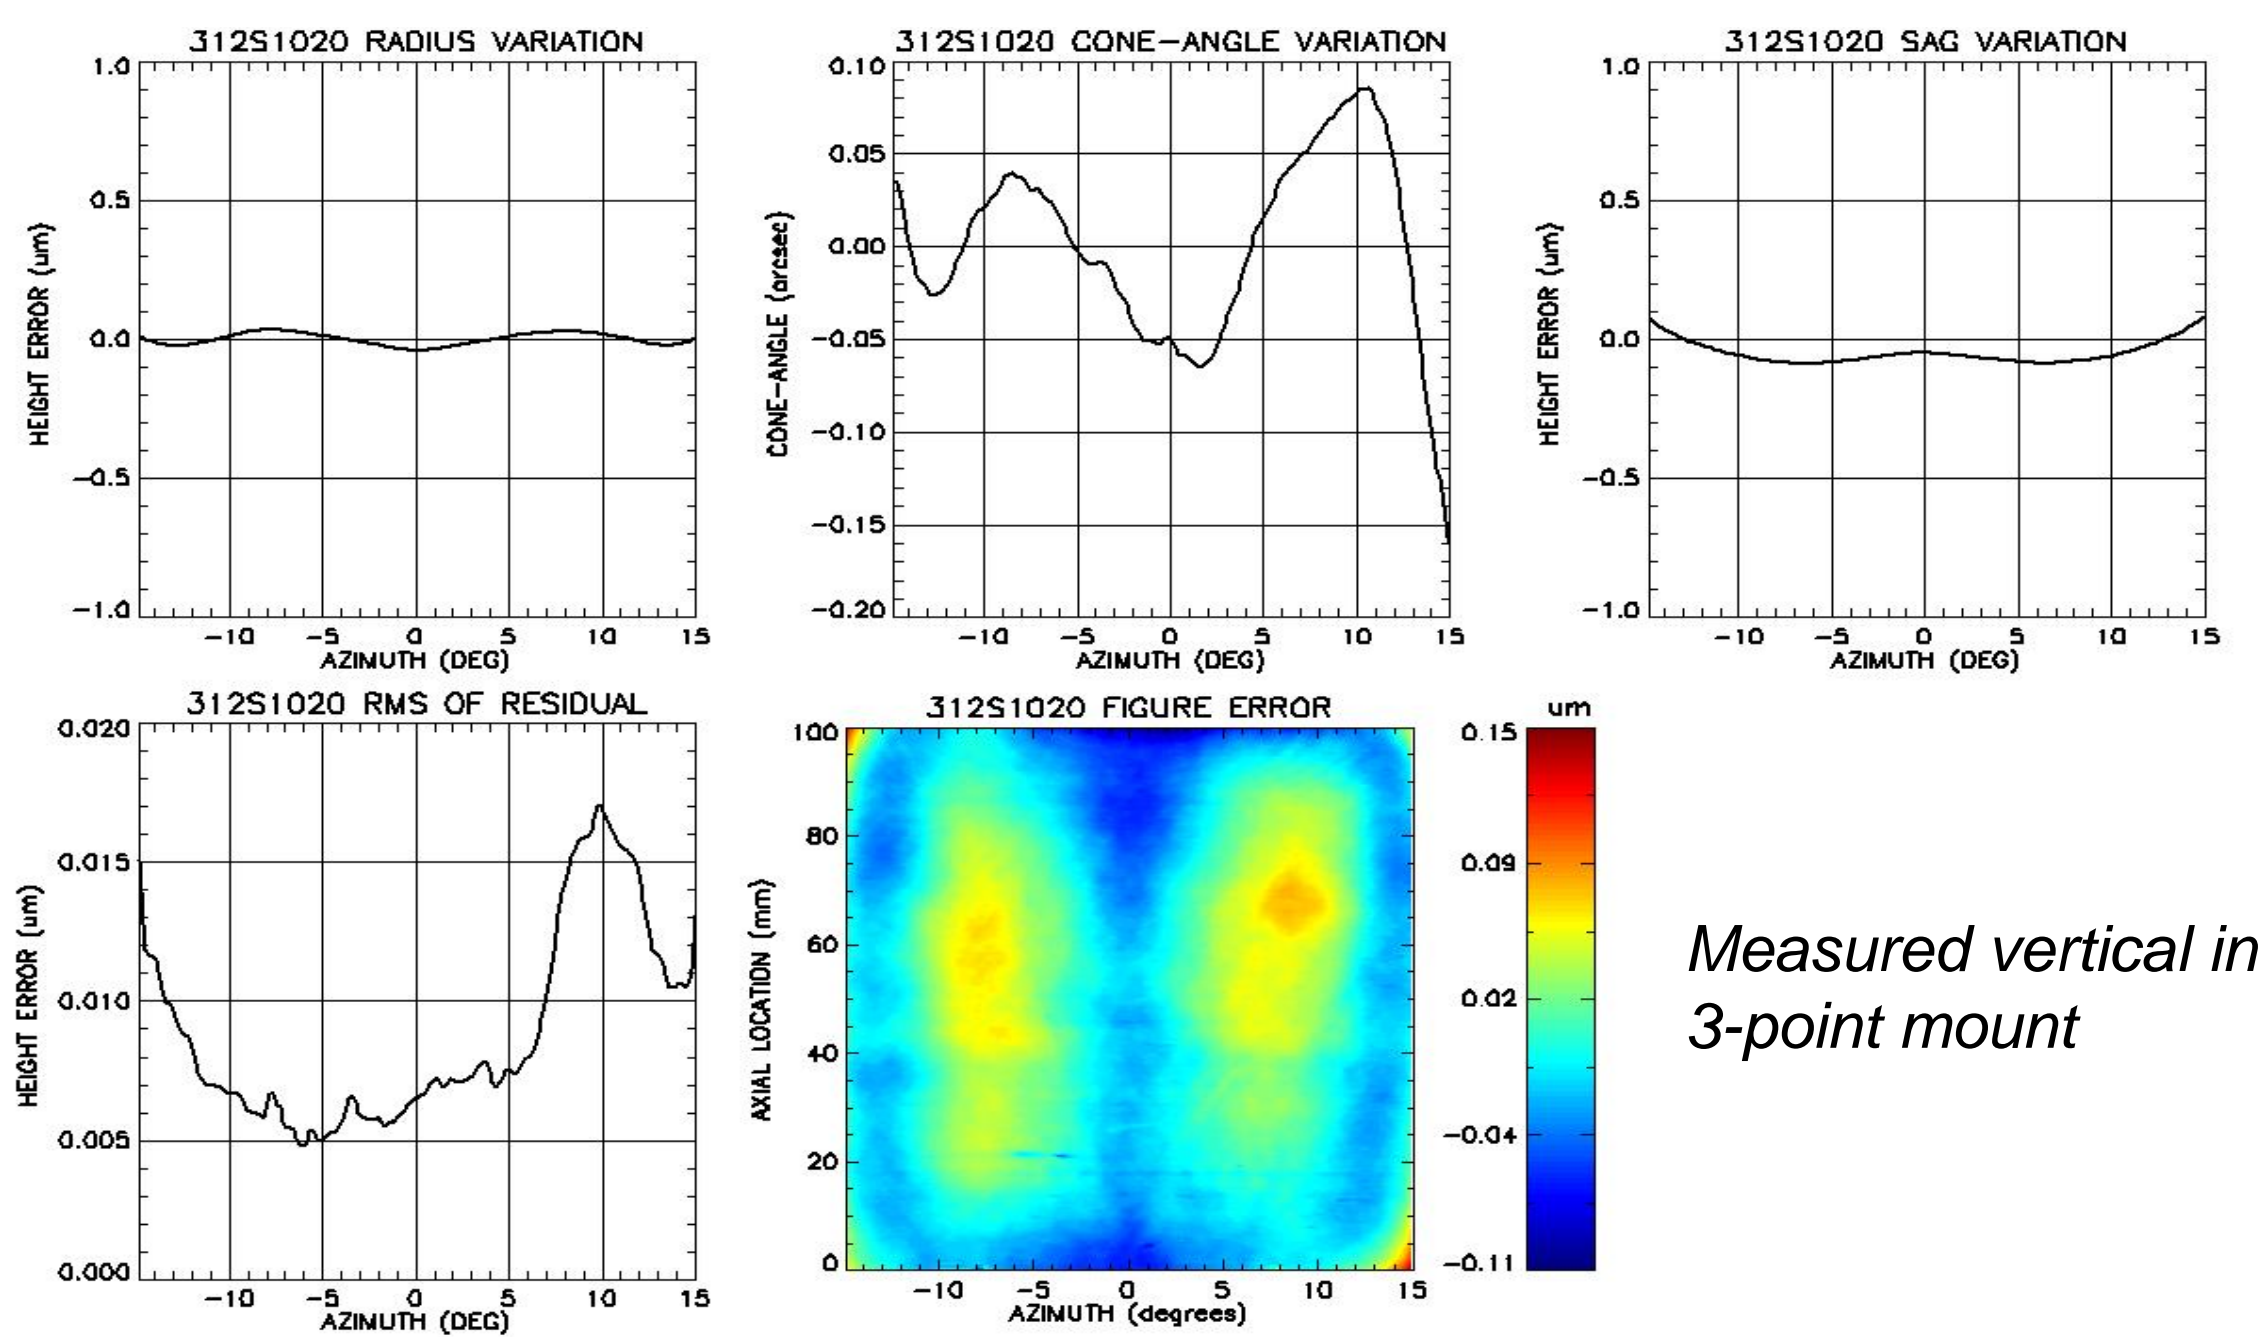 312S1020 RADIUS VARIATION
1.0
0.5
0.0
-0.5
-1.0
HEIGHT ERROR (um)
-10 -5 0 5 10 15
AZIMUTH (DEG)
312S1020 CONE-ANGLE VARIATION
0.10
0.05
0.00
-0.05
-0.10
-0.15
-0.20
CONE-ANGLE (arcsec)
-10 -5 0 5 10 15
AZIMUTH (DEG)
312S1020 SAG VARIATION
1.0
0.5
0.0
-0.5
-1.0
HEIGHT ERROR (um)
-10 -5 0 5 10 15
AZIMUTH (DEG)
312S1020 RMS OF RESIDUAL
0.020
0.015
0.010
0.005
0.000
HEIGHT ERROR (um)
-10 -5 0 5 10 15
AZIMUTH (DEG)
312S1020 FIGURE ERROR
100
80
60
40
20
0
AXIAL LOCATION (mm)
-10 -5 0 5 10 15
AZIMUTH (degrees)
um
0.15
0.09
0.02
-0.04
-0.11
Measured vertical in
3-point mount